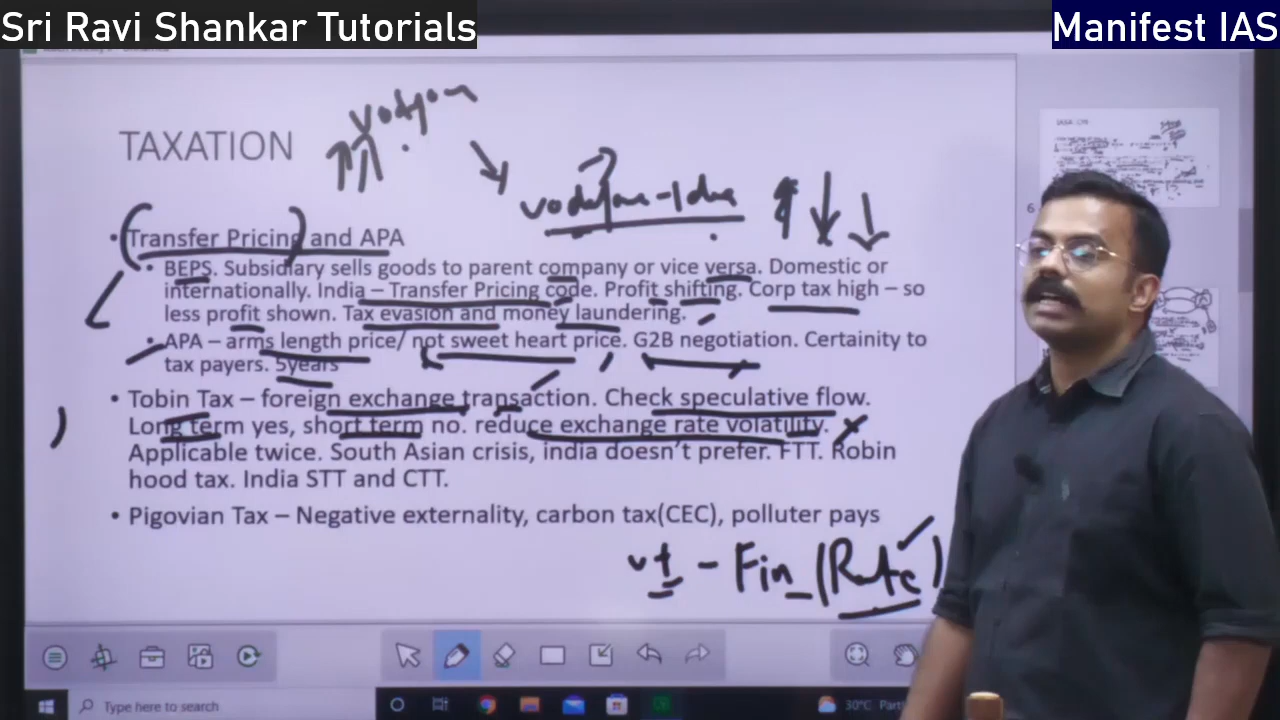 Sri Ravi Shankar Tutorials
Manifest IAS
TAXATION
• Transfer Pricing and APA
• BEPS. Subsidiary sells goods to parent company or vice versa. Domestic or
internationally. India – Transfer Pricing code. Profit shifting. Corp tax high – so
less profit shown. Tax evasion and money laundering.
• APA – arms length price/ not sweet heart price. G2B negotiation. Certainity to
tax payers. 5years
• Tobin Tax – foreign exchange transaction. Check speculative flow.
Long term yes, short term no. reduce exchange rate volatility.
Applicable twice. South Asian crisis, india doesn't prefer. FTT. Robin
hood tax. India STT and CTT.
• Pigovian Tax – Negative externality, carbon tax(CEC), polluter pays
Fin (Rate)
6
Type here to search
30°C